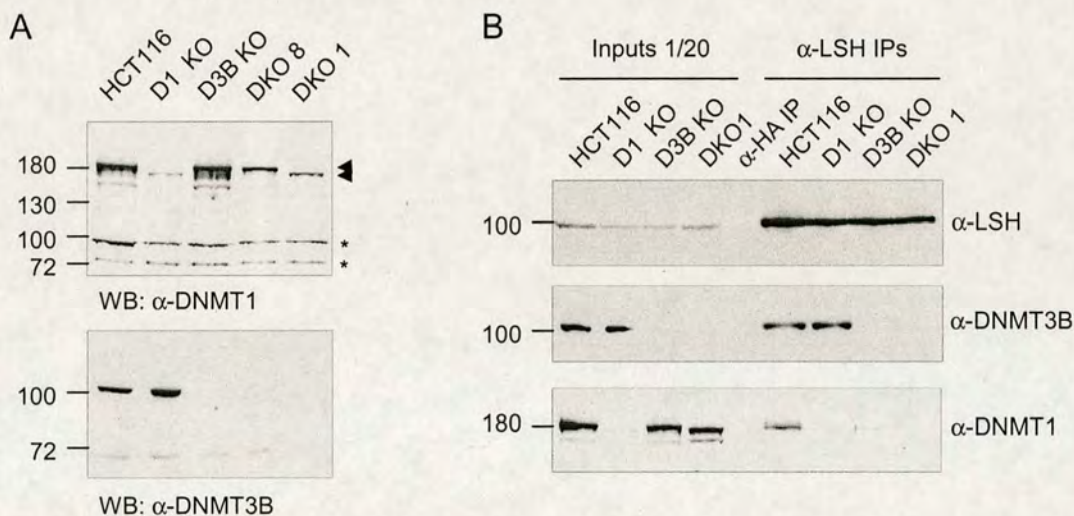 A
HCT116
D1 KO
D3B KO
DKO 8
DKO 1
180
130
100
72
*
*
WB: α-DNMT1
100
72
WB: α-DNMT3B
B
Inputs 1/20
α-LSH IPs
HCT116
D1 KO
D3B KO
DKO1
α-HA IP
HCT116
D1 KO
D3B KO
DKO 1
100
α-LSH
100
α-DNMT3B
180
α-DNMT1